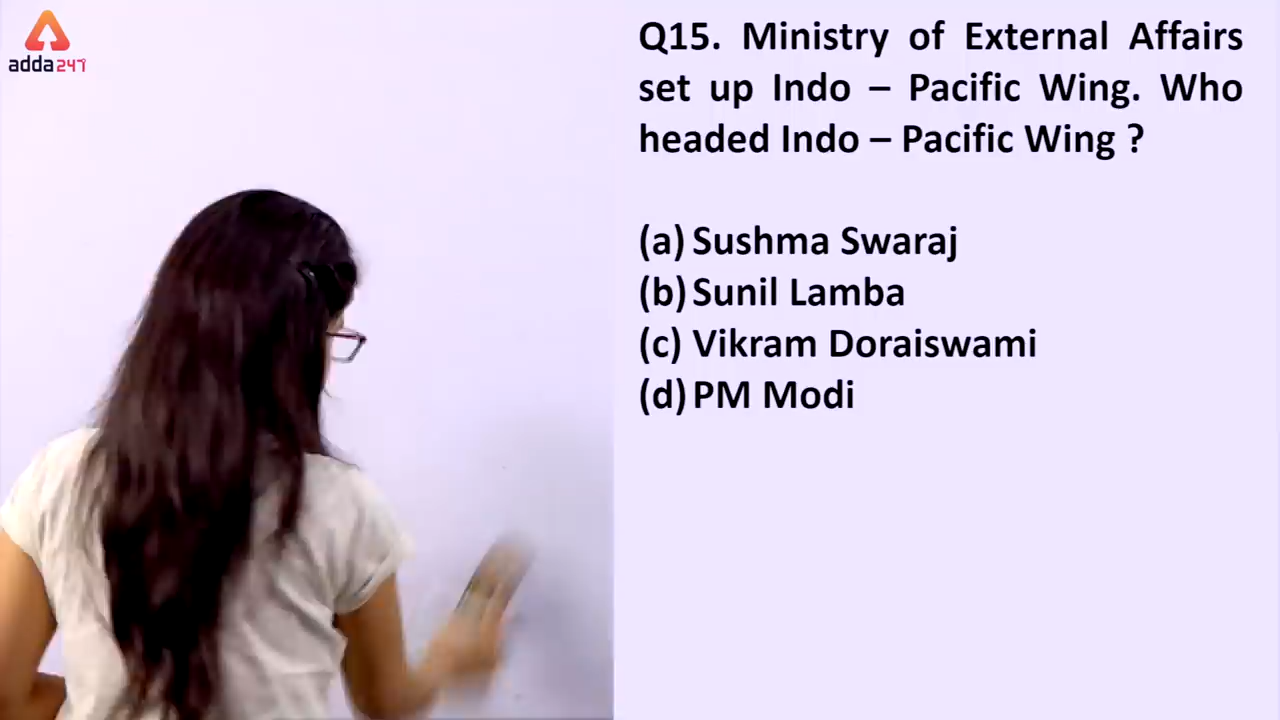 adda247
Q15. Ministry of External Affairs
set up Indo – Pacific Wing. Who
headed Indo – Pacific Wing ?
(a) Sushma Swaraj
(b) Sunil Lamba
(c) Vikram Doraiswami
(d) PM Modi